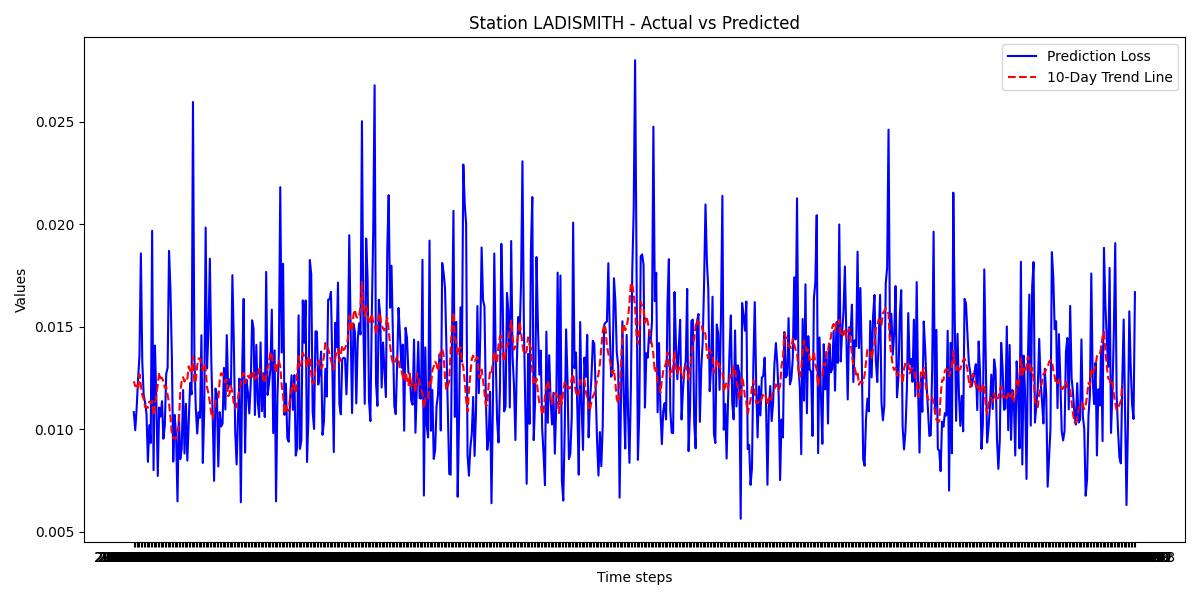 Station LADISMITH - Actual vs Predicted
Prediction Loss
10-Day Trend Line
Values
0.025
0.020
0.015
0.010
0.005
Time steps